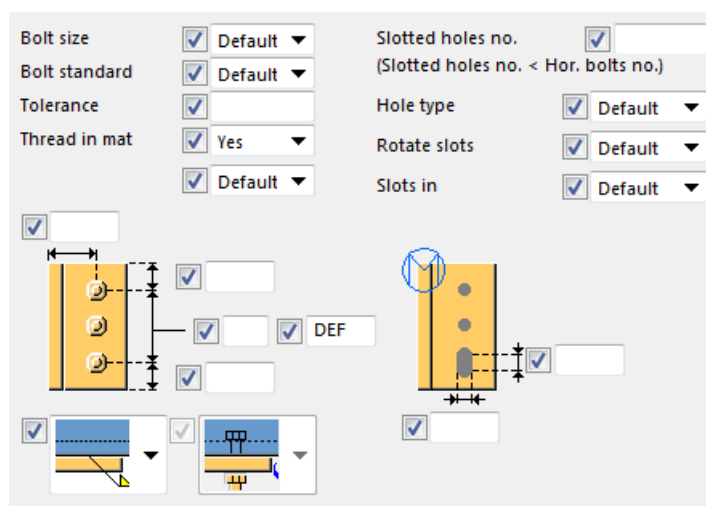 Bolt size Default
Bolt standard Default
Tolerance
Thread in mat Yes
Default
Slotted holes no.
(Slotted holes no. < Hor. bolts no.)
Hole type Default
Rotate slots Default
Slots in Default
DEF